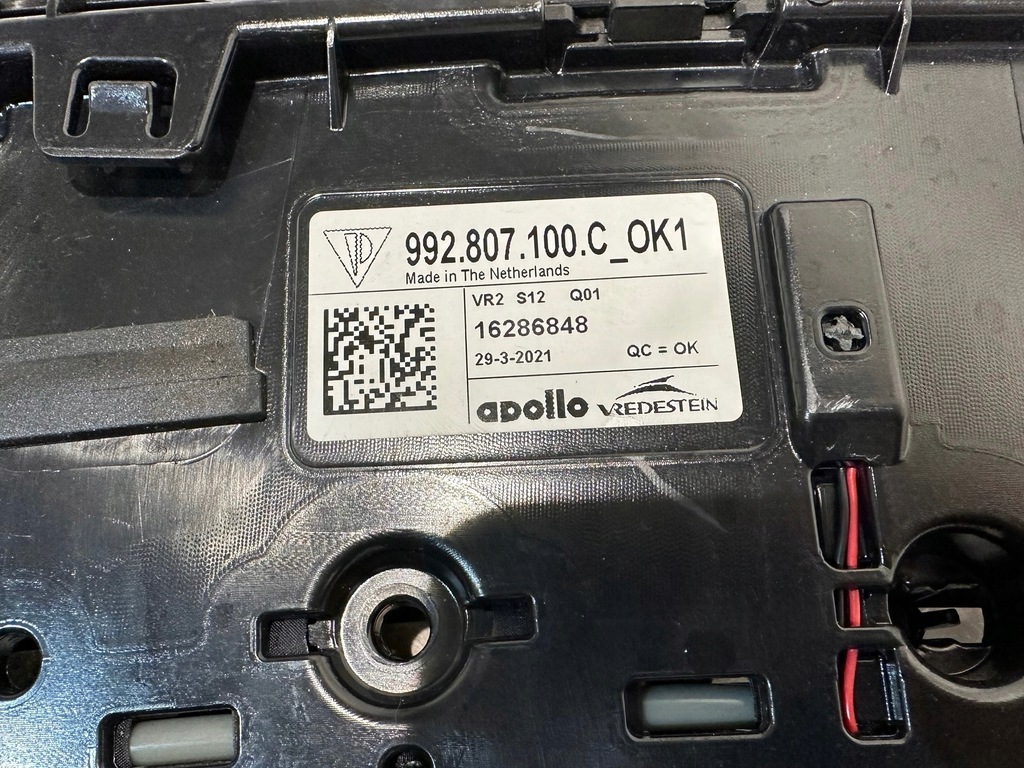 992.807.100.C_OK1
Made in The Netherlands
VR2 S12 Q01
16286848
29-3-2021 QC = OK
apollo VREDESTEIN